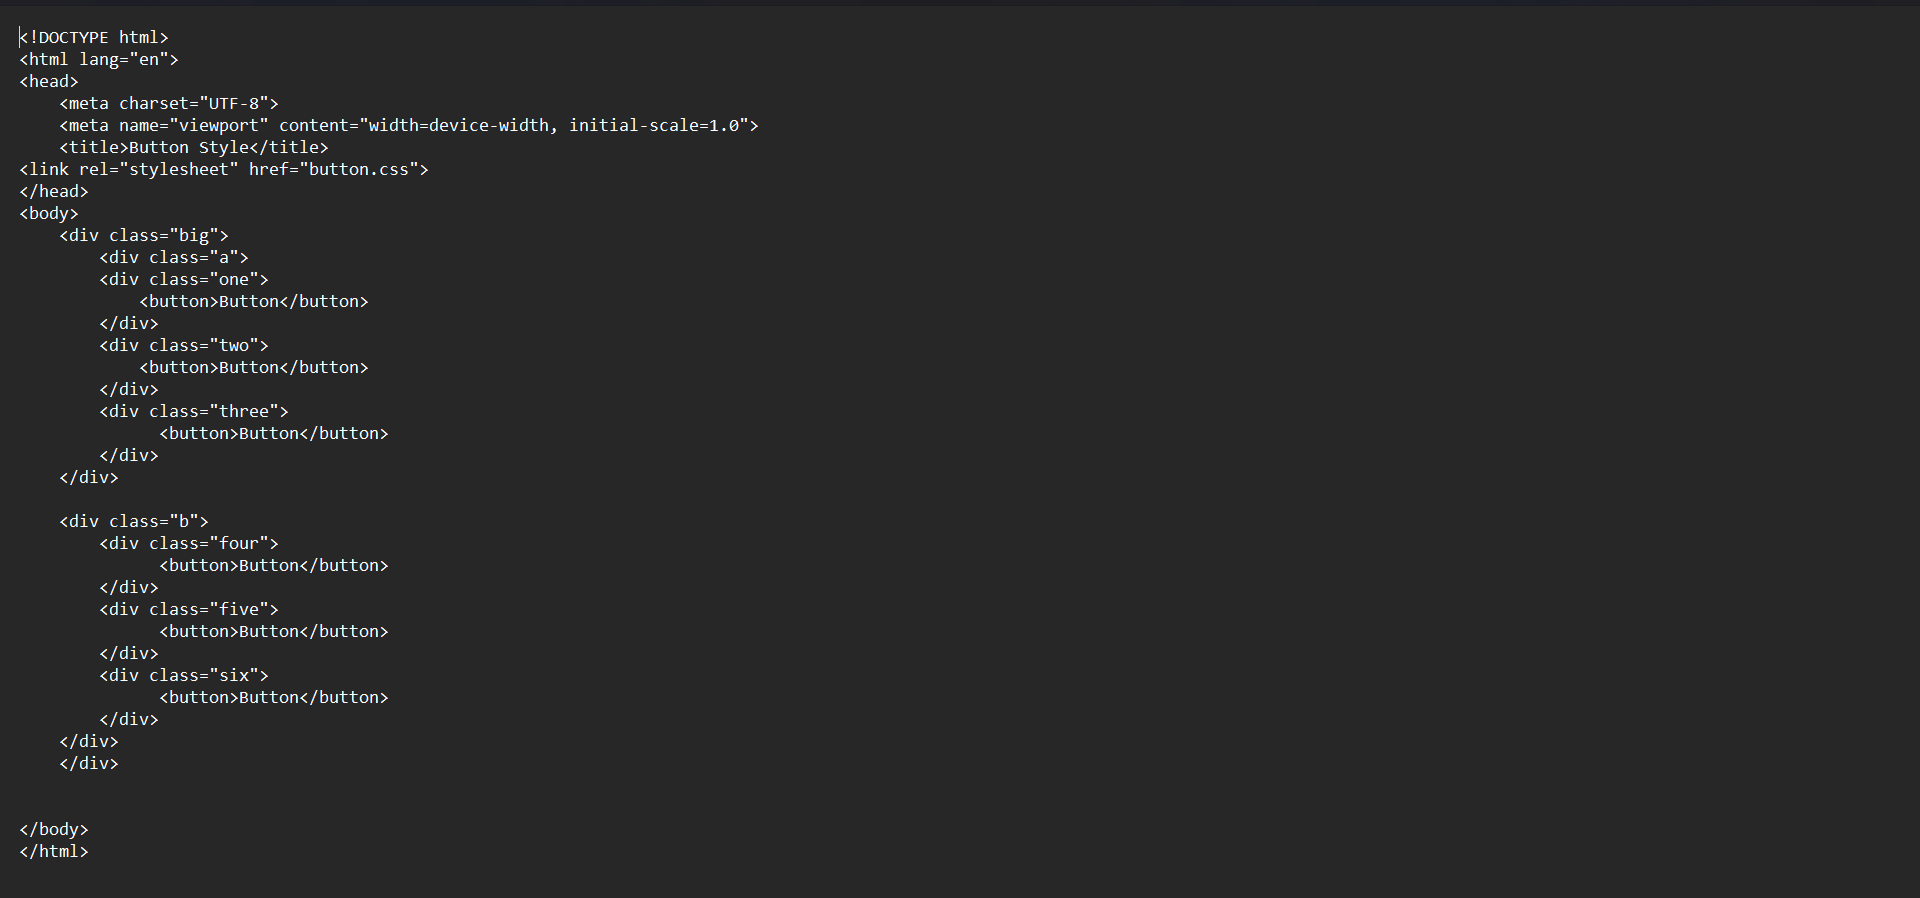 <!DOCTYPE html>
<html lang="en">
<head>
    <meta charset="UTF-8">
    <meta name="viewport" content="width=device-width, initial-scale=1.0">
    <title>Button Style</title>
<link rel="stylesheet" href="button.css">
</head>
<body>
    <div class="big">
        <div class="a">
        <div class="one">
            <button>Button</button>
        </div>
        <div class="two">
            <button>Button</button>
        </div>
        <div class="three">
              <button>Button</button>
        </div>
    </div>

    <div class="b">
        <div class="four">
              <button>Button</button>
        </div>
        <div class="five">
              <button>Button</button>
        </div>
        <div class="six">
              <button>Button</button>
        </div>
    </div>
    </div>


</body>
</html>